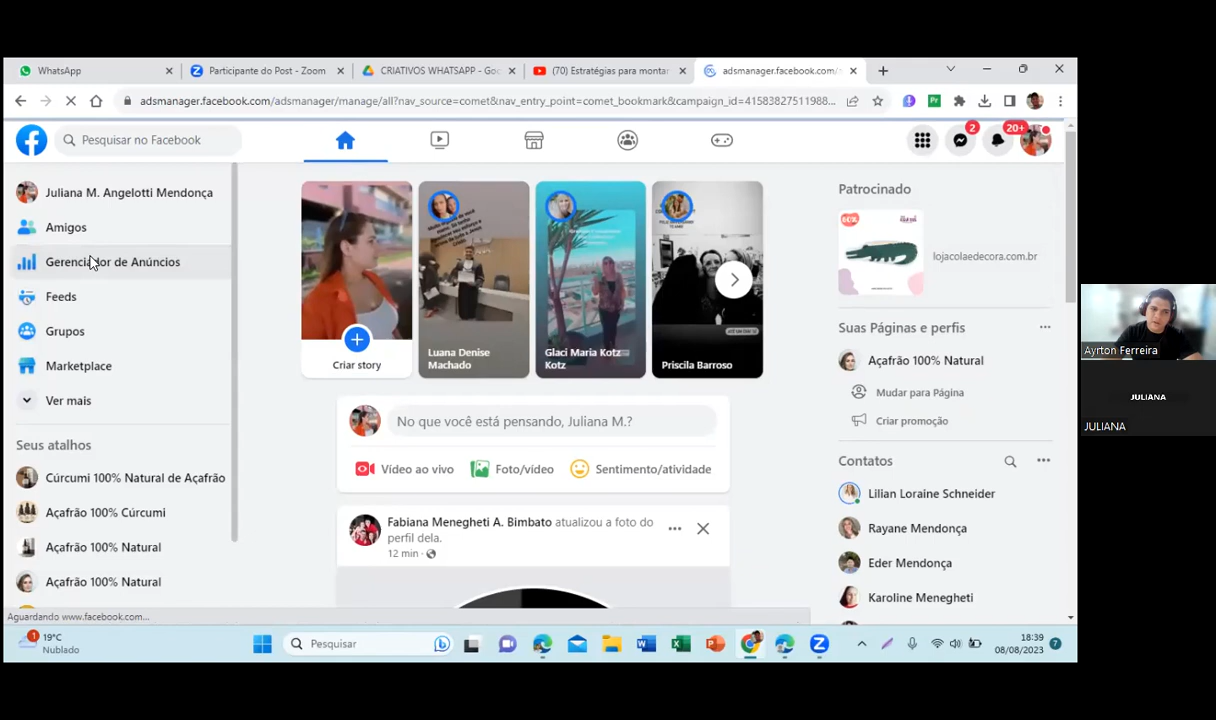 WhatsApp
Participante do Post - Zoom
CRIATIVOS WHATSAPP - Goo
(70) Estratégias para montar
adsmanager.facebook.com/a
adsmanager.facebook.com/adsmanager/manage/all?nav_source=comet&nav_entry_point=comet_bookmark&campaign_id=41583827511988...
Pesquisar no Facebook
2
20+
Juliana M. Angelotti Mendonça
Amigos
Gerenciador de Anúncios
Feeds
Grupos
Marketplace
Ver mais
Seus atalhos
Cúrcumi 100% Natural de Açafrão
Açafrão 100% Cúrcumi
Açafrão 100% Natural
Açafrão 100% Natural
Criar story
Luana Denise
Machado
Glaci Maria Kotz
Kotz
Priscila Barroso
No que você está pensando, Juliana M.?
Vídeo ao vivo
Foto/vídeo
Sentimento/atividade
Fabiana Menegheti A. Bimbato atualizou a foto do
perfil dela.
12 min
Patrocinado
lojacolaedecora.com.br
Suas Páginas e perfis
Açafrão 100% Natural
Mudar para Página
Criar promoção
Contatos
Lilian Loraine Schneider
Rayane Mendonça
Eder Mendonça
Karoline Menegheti
Aguardando www.facebook.com...
1
19°C
Nublado
Pesquisar
18:39
08/08/2023
7
Ayrton Ferreira
JULIANA
JULIANA